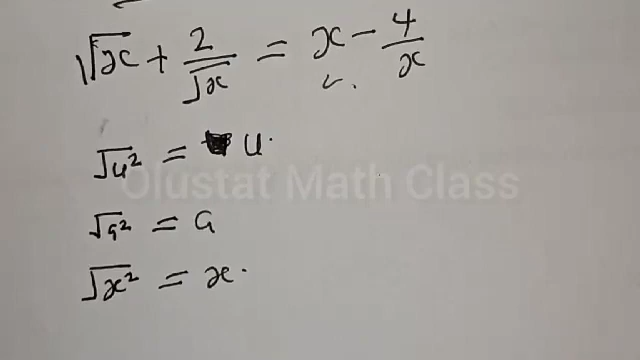 √x + 2/√x = x - 4/x
√u² = u.
√a² = a
√x² = x.
Olustat Math Class